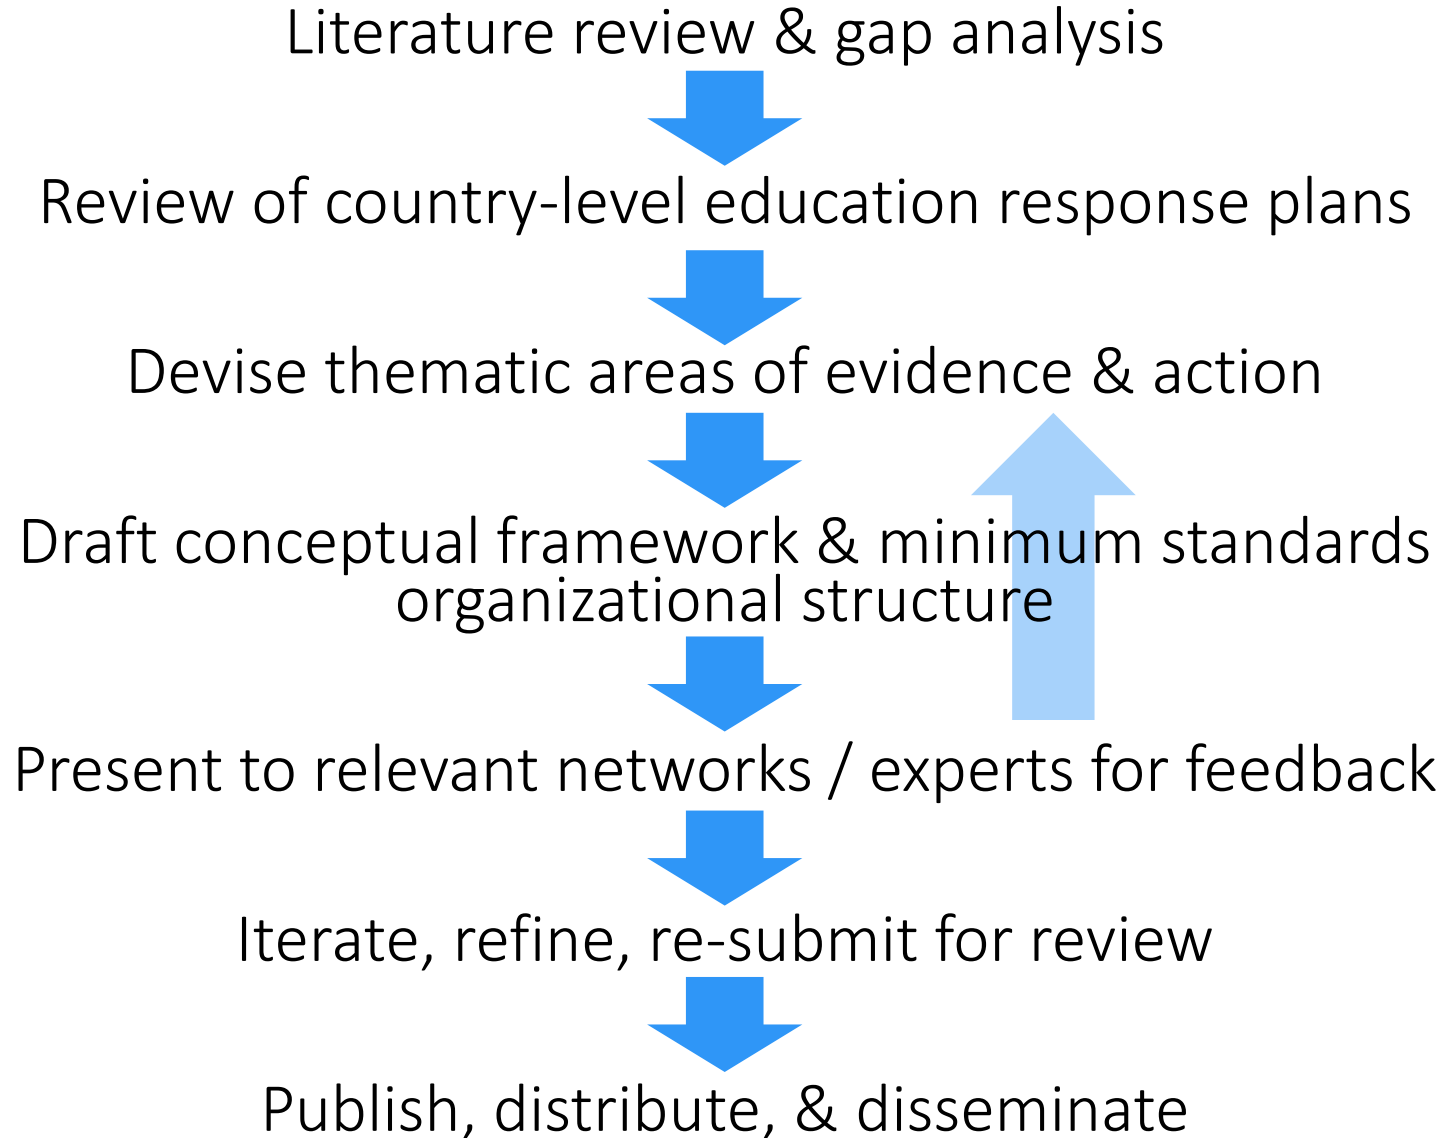 Literature review & gap analysis
Review of country-level education response plans
Devise thematic areas of evidence & action
Draft conceptual framework & minimum standards
organizational structure
Present to relevant networks / experts for feedback
Iterate, refine, re-submit for review
Publish, distribute, & disseminate